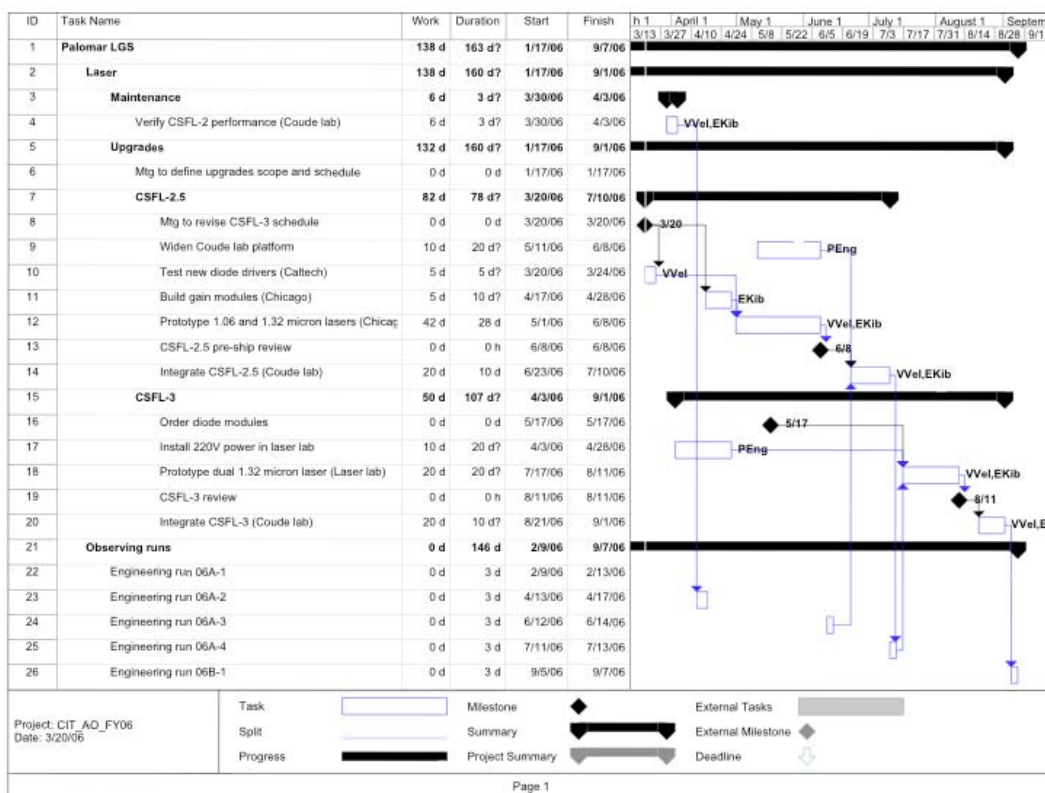 ID Task Name Work Duration Start Finish h 1 April 1 May 1 June 1 July 1 August 1 Septem
3/13 3/27 4/10 4/24 5/8 5/22 6/5 6/19 7/3 7/17 7/31 8/14 8/28 9/1
1 Palomar LGS 138 d 163 d? 1/17/06 9/7/06
2 Laser 138 d 160 d? 1/17/06 9/1/06
3 Maintenance 6 d 3 d? 3/30/06 4/3/06
4 Verify CSFL-2 performance (Coude lab) 6 d 3 d? 3/30/06 4/3/06 VVel,EKib
5 Upgrades 132 d 160 d? 1/17/06 9/1/06
6 Mtg to define upgrades scope and schedule 0 d 0 d 1/17/06 1/17/06
7 CSFL-2.5 82 d 78 d? 3/20/06 7/10/06
8 Mtg to revise CSFL-3 schedule 0 d 0 d 3/20/06 3/20/06 3/20
9 Widen Coude lab platform 10 d 20 d? 5/11/06 6/8/06 PEng
10 Test new diode drivers (Caltech) 5 d 5 d? 3/20/06 3/24/06 VVel
11 Build gain modules (Chicago) 5 d 10 d? 4/17/06 4/28/06 EKib
12 Prototype 1.06 and 1.32 micron lasers (Chicag 42 d 28 d 5/1/06 6/8/06 VVel,EKib
13 CSFL-2.5 pre-ship review 0 d 0 h 6/8/06 6/8/06 6/8
14 Integrate CSFL-2.5 (Coude lab) 20 d 10 d 6/23/06 7/10/06 VVel,EKib
15 CSFL-3 50 d 107 d? 4/3/06 9/1/06
16 Order diode modules 0 d 0 d 5/17/06 5/17/06 5/17
17 Install 220V power in laser lab 10 d 20 d? 4/3/06 4/28/06 PEng
18 Prototype dual 1.32 micron laser (Laser lab) 20 d 20 d? 7/17/06 8/11/06 VVel,EKib
19 CSFL-3 review 0 d 0 h 8/11/06 8/11/06 8/11
20 Integrate CSFL-3 (Coude lab) 20 d 10 d? 8/21/06 9/1/06 VVel,E
21 Observing runs 0 d 146 d 2/9/06 9/7/06
22 Engineering run 06A-1 0 d 3 d 2/9/06 2/13/06
23 Engineering run 06A-2 0 d 3 d 4/13/06 4/17/06
24 Engineering run 06A-3 0 d 3 d 6/12/06 6/14/06
25 Engineering run 06A-4 0 d 3 d 7/11/06 7/13/06
26 Engineering run 06B-1 0 d 3 d 9/5/06 9/7/06
Project: CIT_AO_FY06
Date: 3/20/06
Task Milestone External Tasks
Split Summary External Milestone
Progress Project Summary Deadline
Page 1